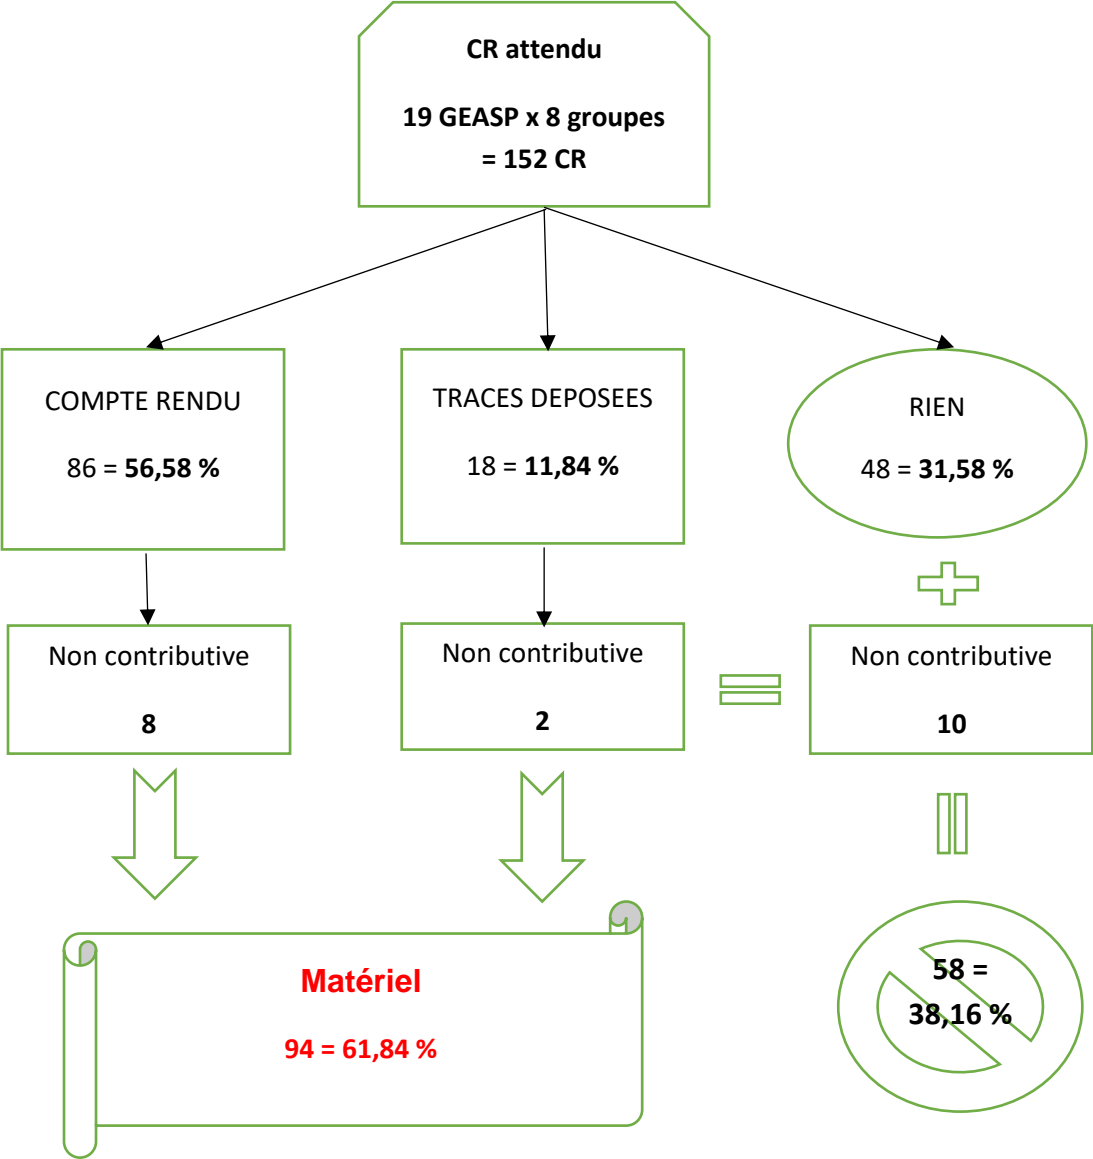 CR attendu
19 GEASP x 8 groupes
= 152 CR
COMPTE RENDU
86 = 56,58 %
TRACES DEPOSEES
18 = 11,84 %
RIEN
48 = 31,58 %
Non contributive
8
Non contributive
2
Non contributive
10
Matériel
94 = 61,84 %
58 =
38,16 %